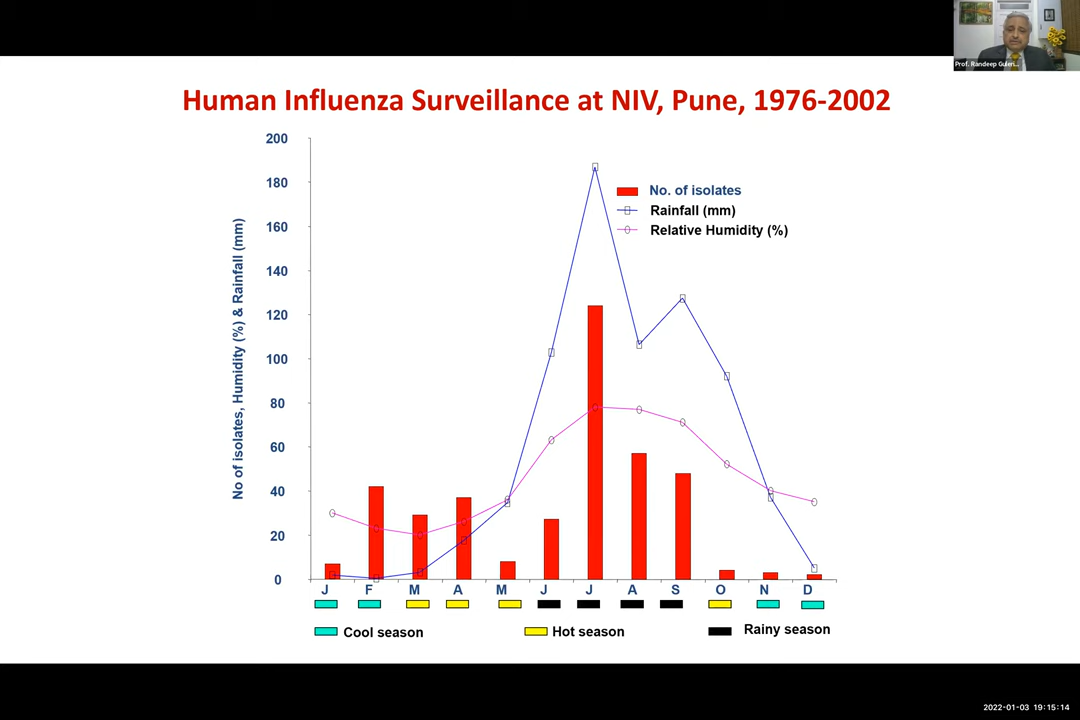 Prof. Randeep Guleri...
Human Influenza Surveillance at NIV, Pune, 1976-2002
No of isolates, Humidity (%) & Rainfall (mm)
200
180
160
140
120
100
80
60
40
20
0
No. of isolates
Rainfall (mm)
Relative Humidity (%)
J F M A M J J A S O N D
Cool season Hot season Rainy season
2022-01-03 19:15:14